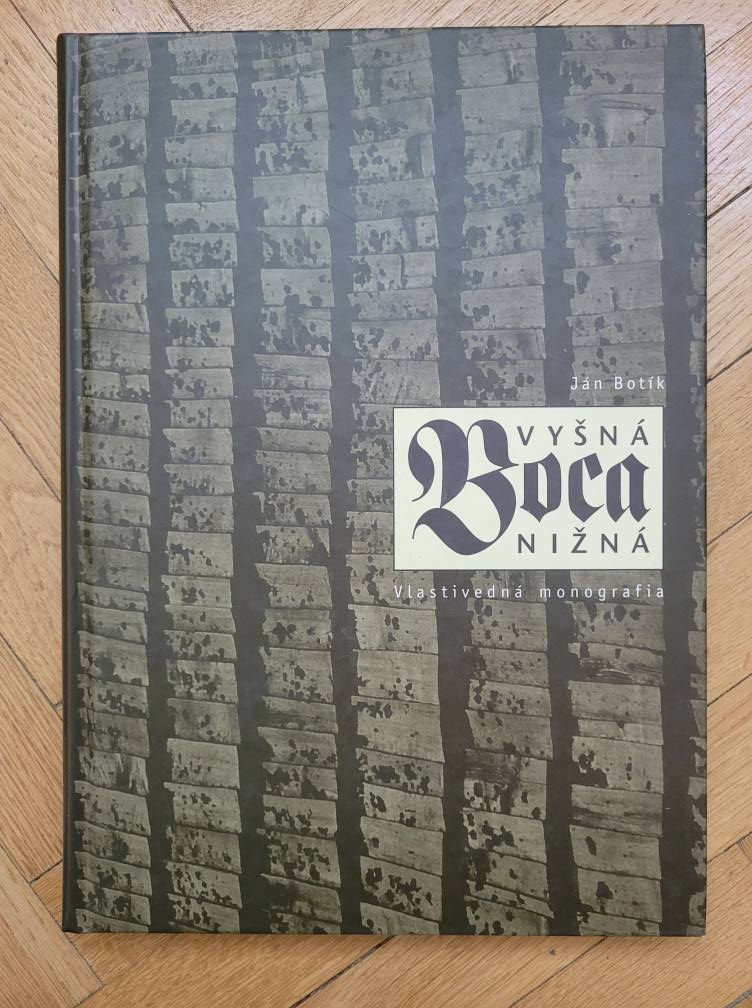 Ján Botík
VYŠNÁ
Boca
NIŽNÁ
Vlastivedná monografia